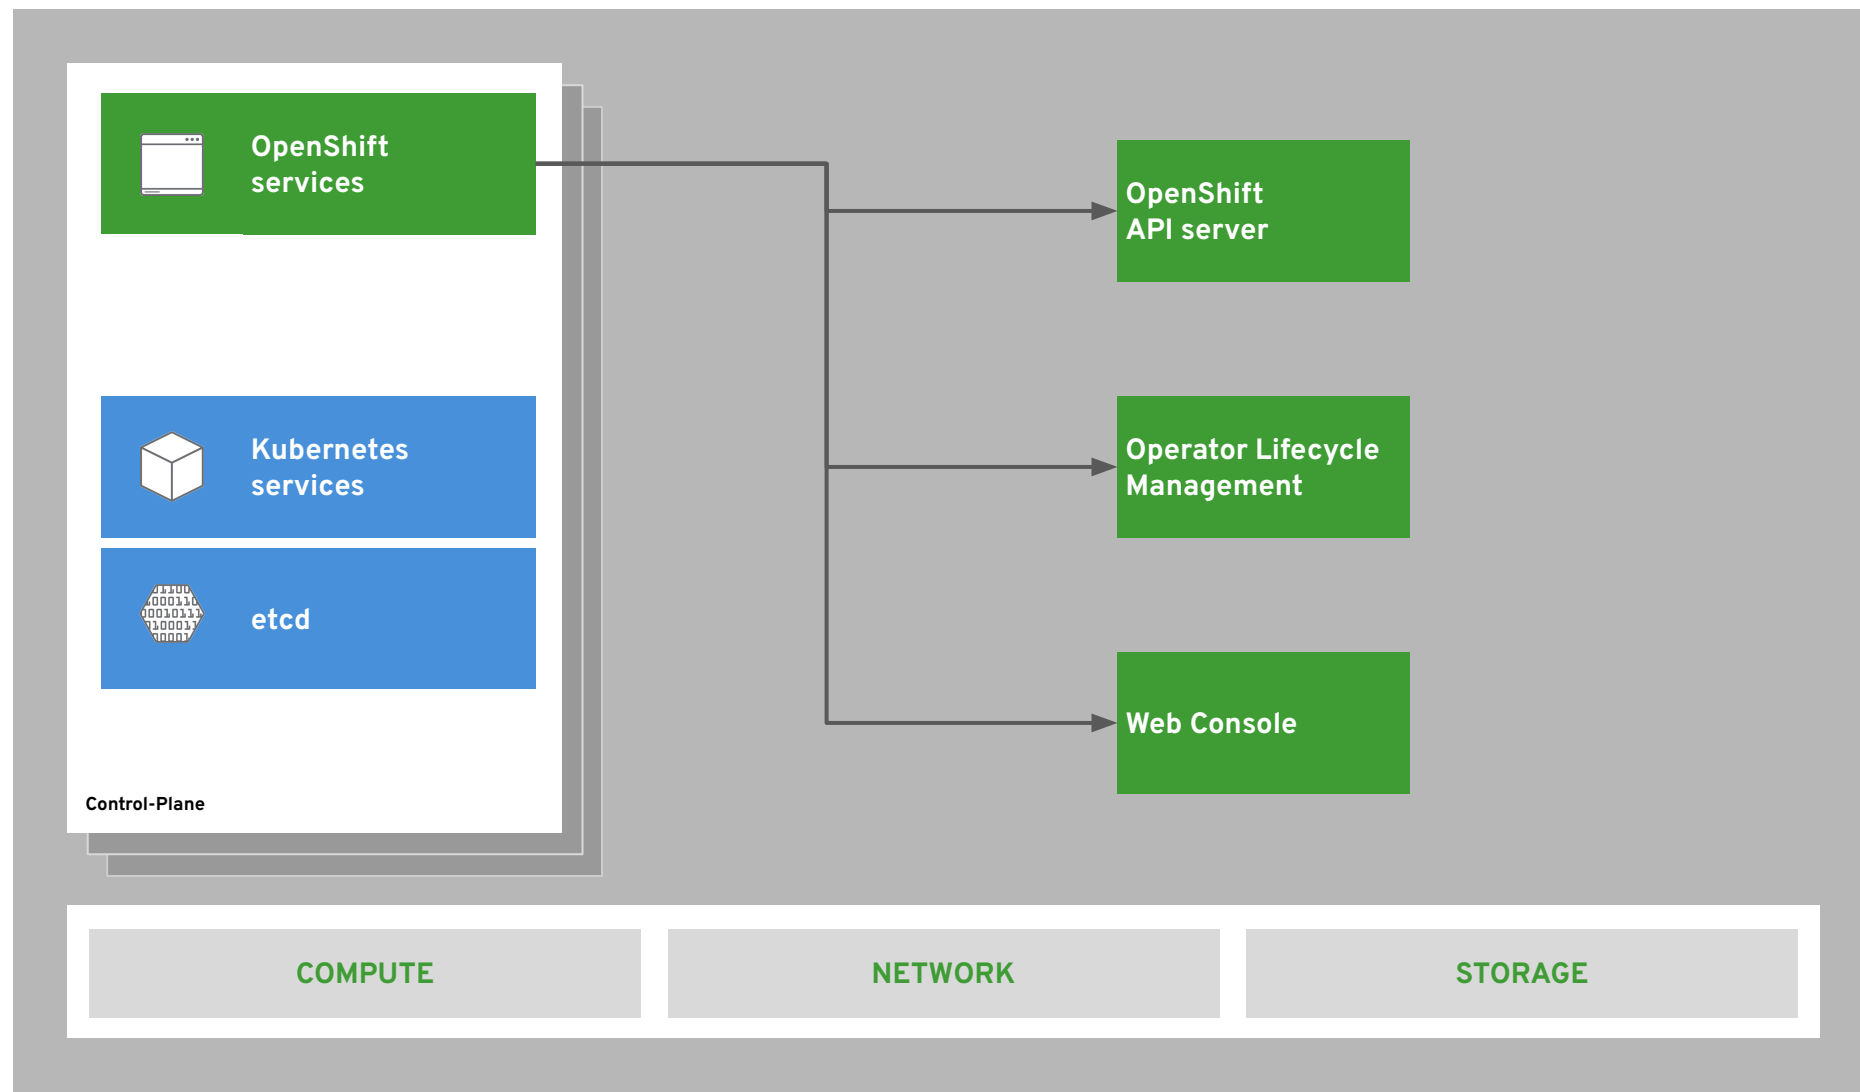 OpenShift
services
OpenShift
API server
Kubernetes
services
Operator Lifecycle
Management
etcd
Web Console
Control-Plane
COMPUTE
NETWORK
STORAGE